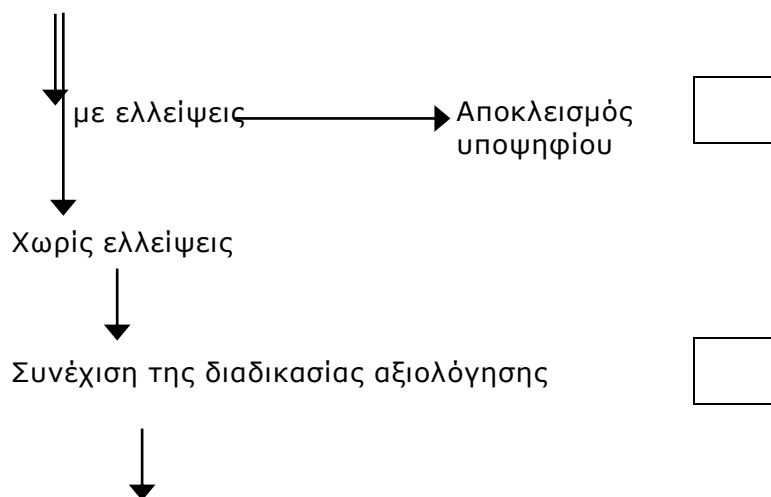 με ελλείψεις
Αποκλεισμός
υποψηφίου
Χωρίς ελλείψεις
Συνέχιση της διαδικασίας αξιολόγησης